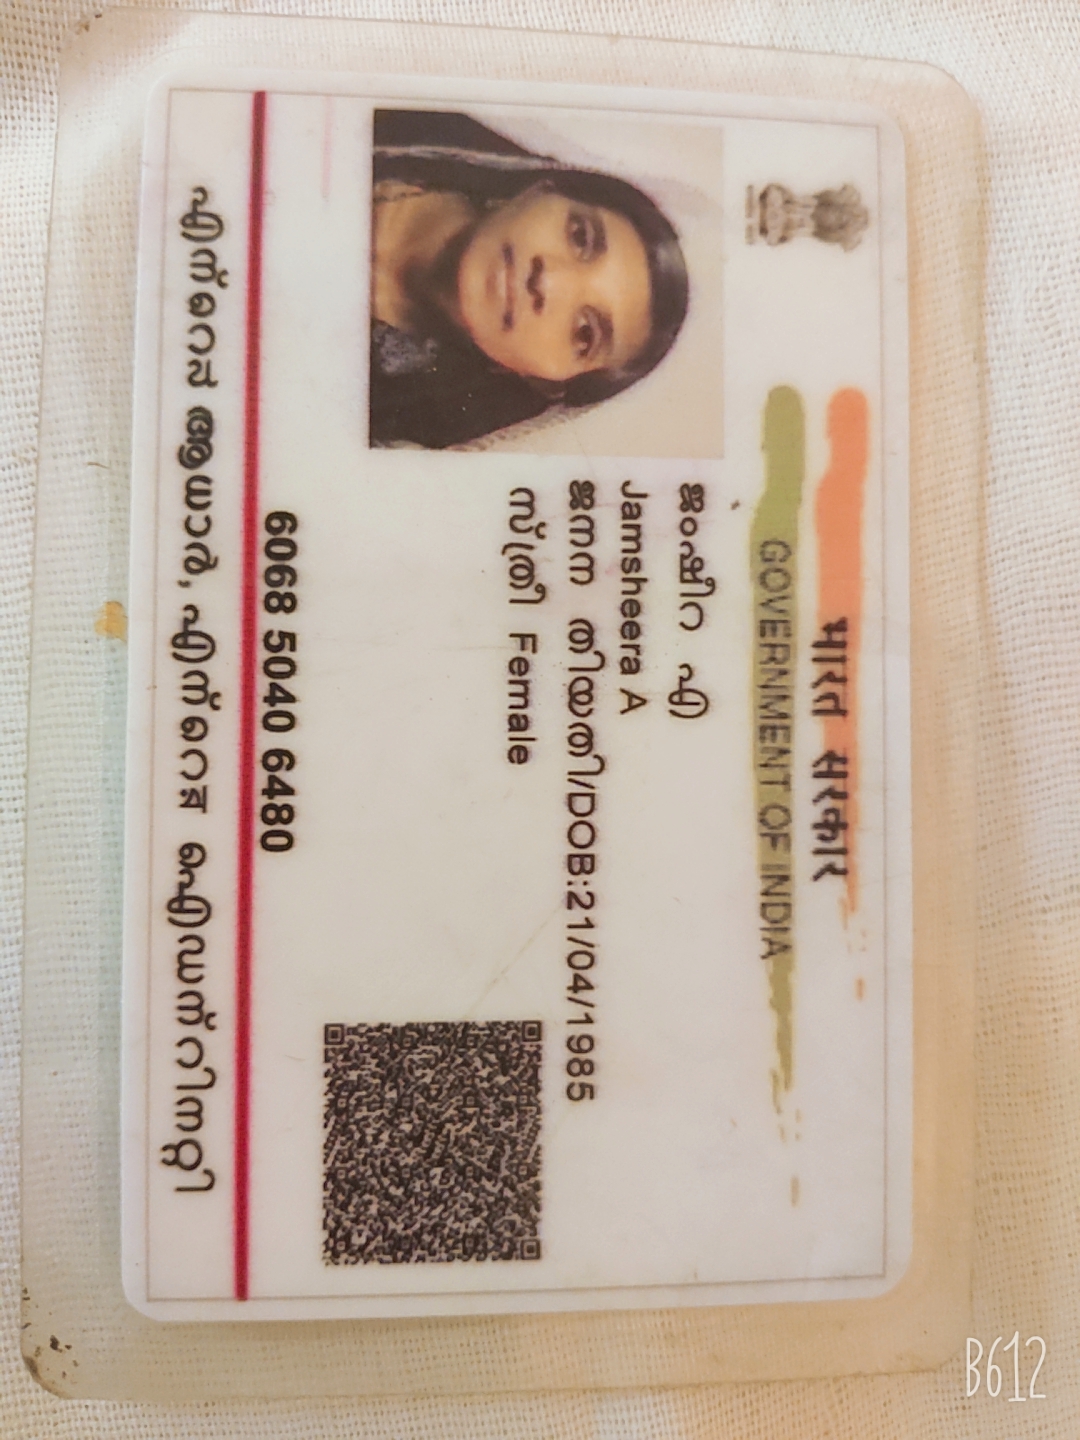 भारत सरकार
GOVERNMENT OF INDIA
ജംഷീറ എ
Jamsheera A
ജനന തിയതി/DOB:21/04/1985
സ്ത്രീ Female
6068 5040 6480
എന്റെ ആധാർ, എന്റെ ഐഡന്റിറ്റി
B612